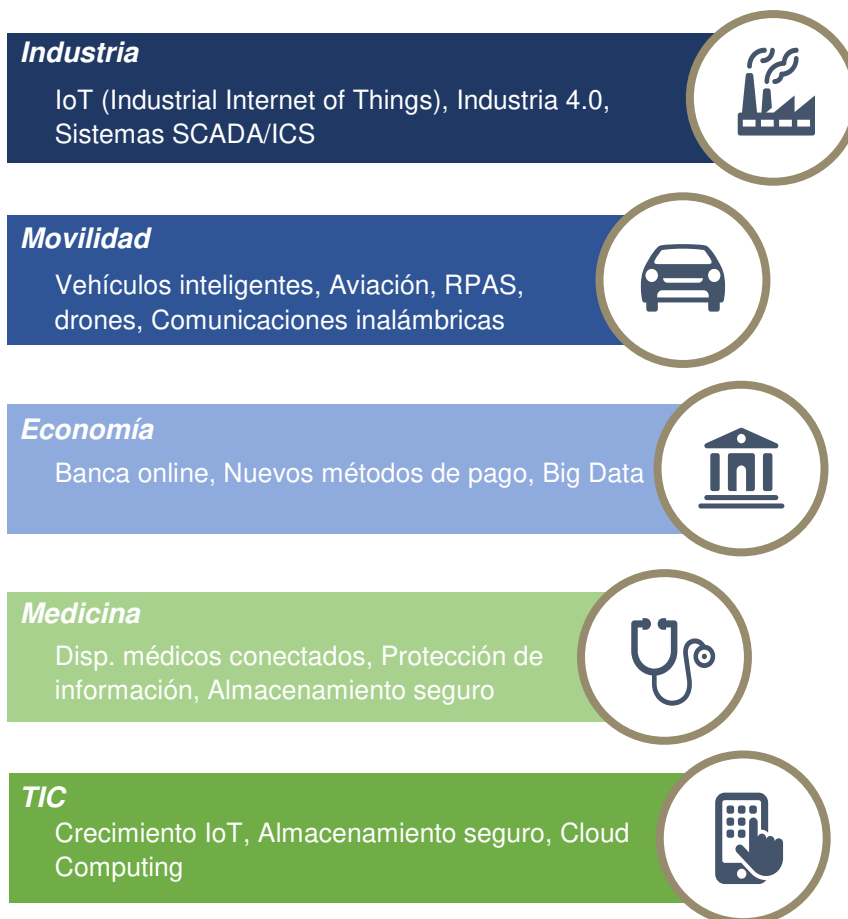 Industria
IoT (Industrial Internet of Things), Industria 4.0,
Sistemas SCADA/ICS
Movilidad
Vehículos inteligentes, Aviación, RPAS,
drones, Comunicaciones inalámbricas
Economía
Banca online, Nuevos métodos de pago, Big Data
Medicina
Disp. médicos conectados, Protección de
información, Almacenamiento seguro
TIC
Crecimiento IoT, Almacenamiento seguro, Cloud
Computing